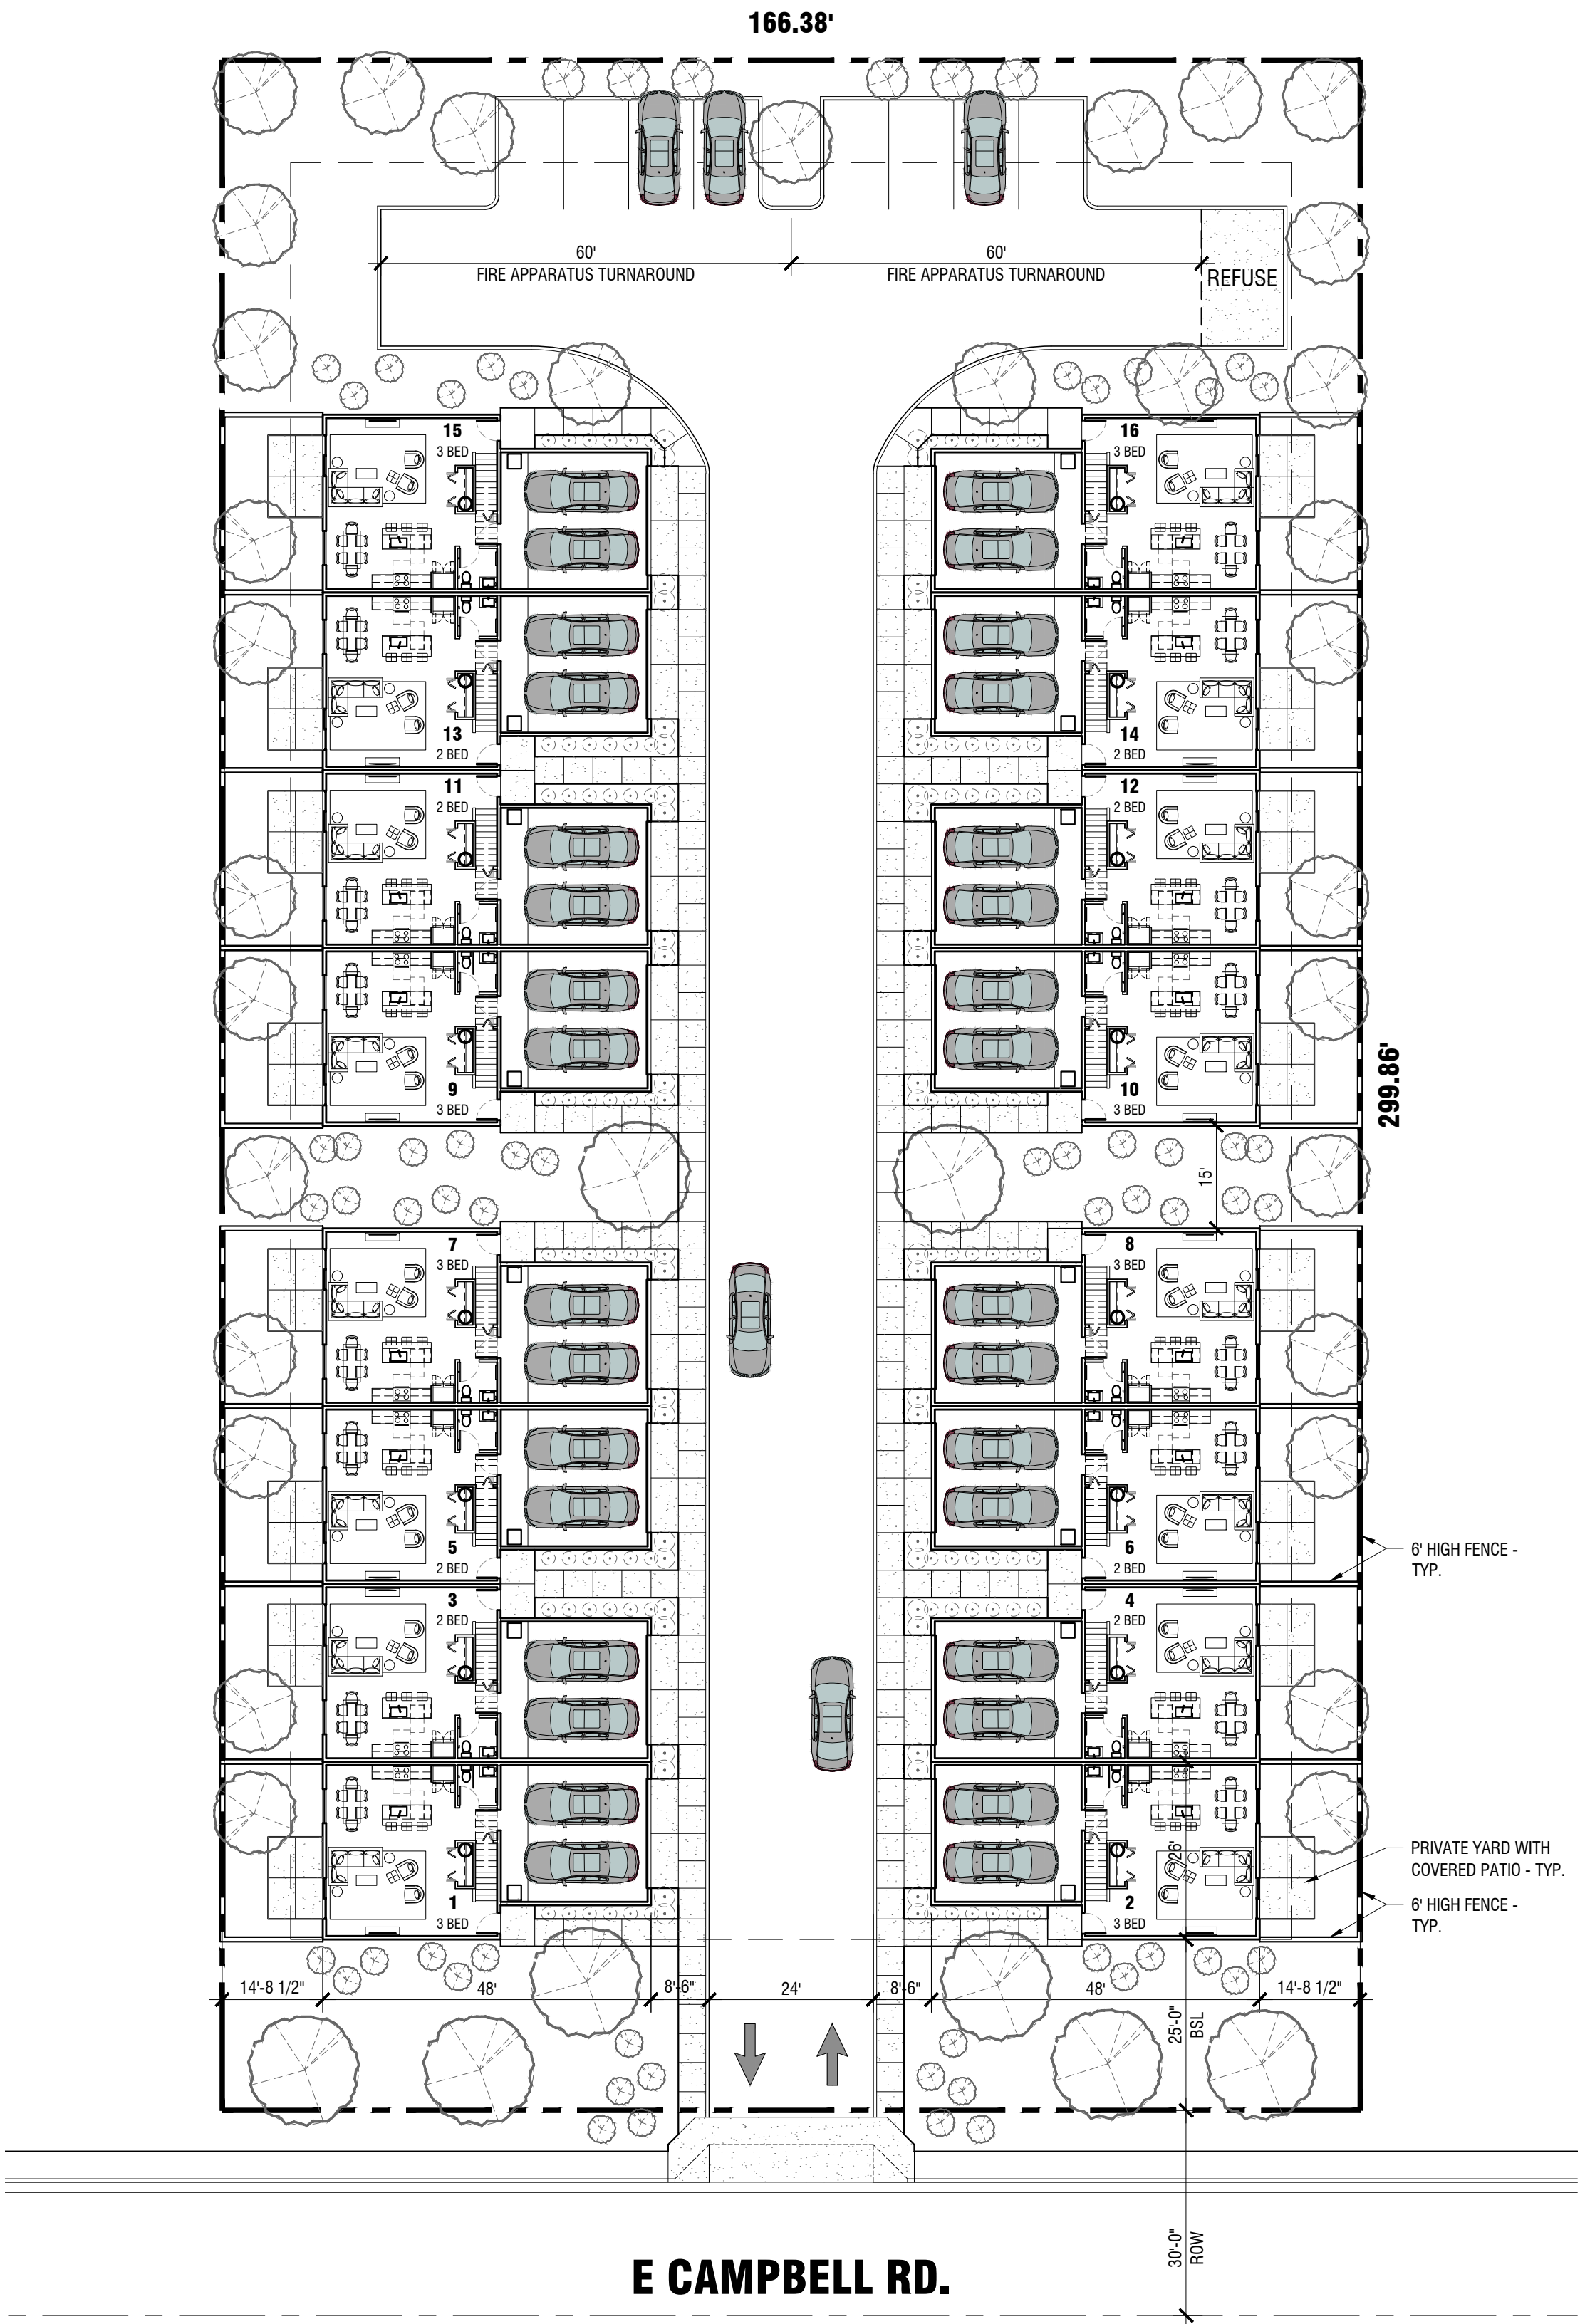 166.38'
60'
FIRE APPARATUS TURNAROUND
60'
FIRE APPARATUS TURNAROUND
REFUSE
15
3 BED
16
3 BED
13
2 BED
14
2 BED
11
2 BED
12
2 BED
9
3 BED
10
3 BED
299.86'
15'
7
3 BED
8
3 BED
5
2 BED
6
2 BED
6' HIGH FENCE -
TYP.
3
2 BED
4
2 BED
26'
PRIVATE YARD WITH
COVERED PATIO - TYP.
1
3 BED
2
3 BED
6' HIGH FENCE -
TYP.
14'-8 1/2"
48'
8'-6"
24'
8'-6"
48'
14'-8 1/2"
25'-0"
BSL
30'-0"
ROW
E CAMPBELL RD.